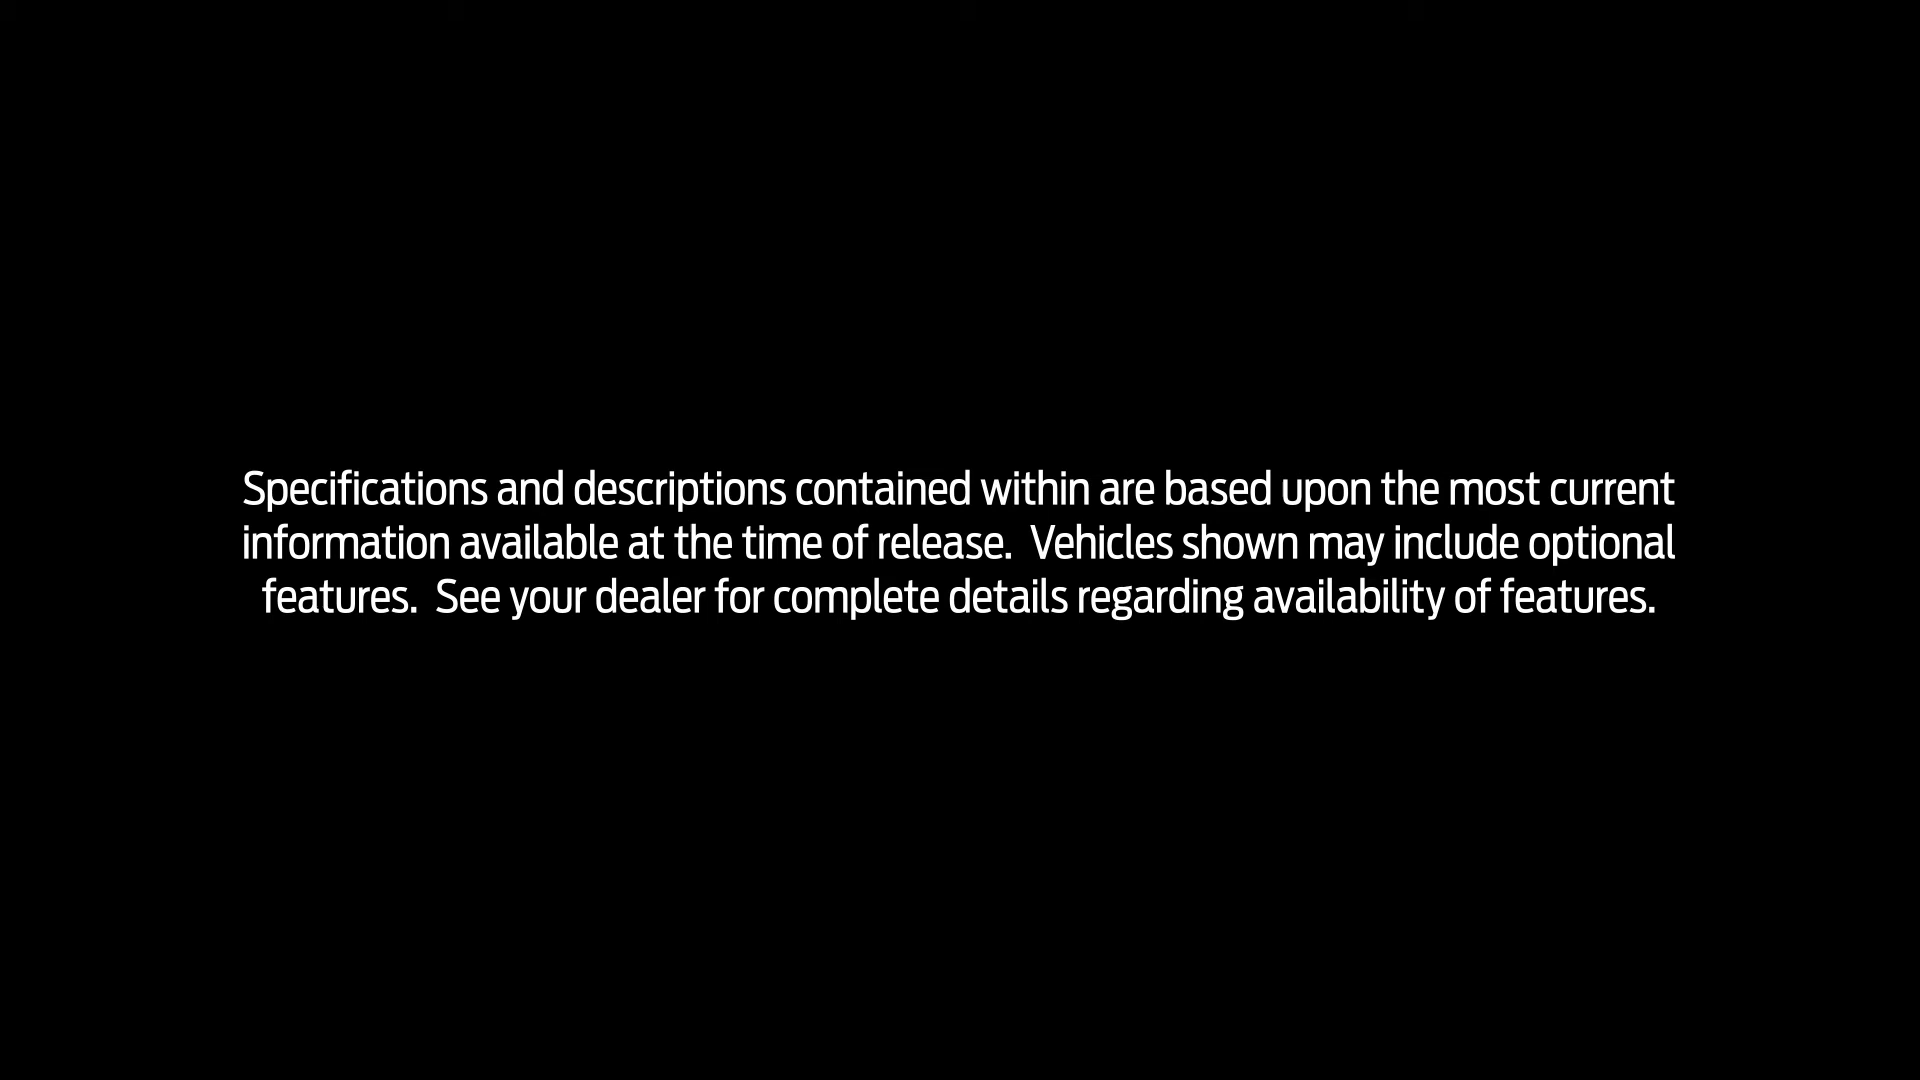 Specifications and descriptions contained within are based upon the most current
information available at the time of release.  Vehicles shown may include optional
features.  See your dealer for complete details regarding availability of features.